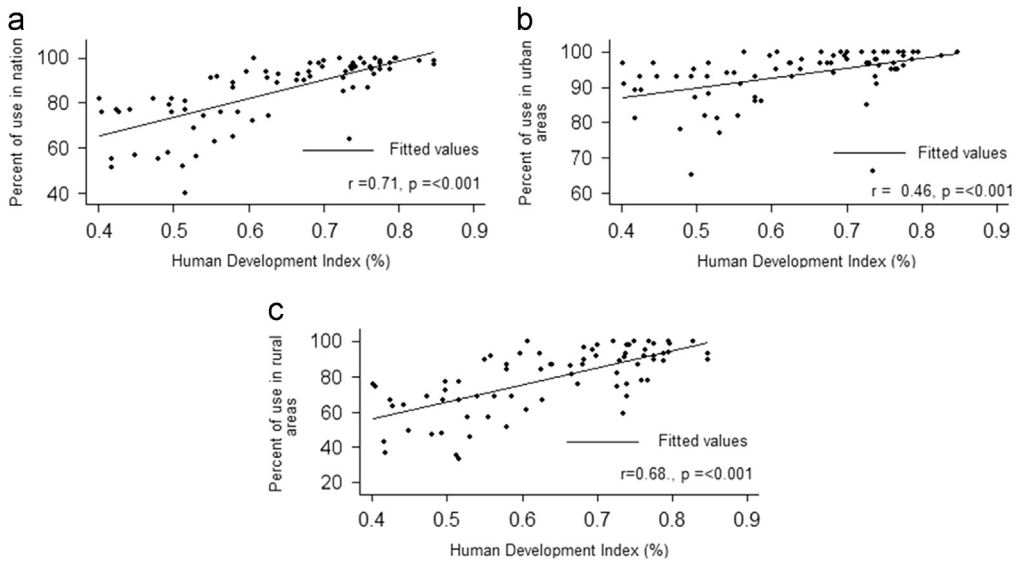 a
Percent of use in nation
100
80
60
40
Fitted values
r =0.71, p =<0.001
0.4 0.5 0.6 0.7 0.8 0.9
Human Development Index (%)
b
Percent of use in urban
areas
100
90
80
70
60
Fitted values
r = 0.46, p =<0.001
0.4 0.5 0.6 0.7 0.8 0.9
Human Development Index (%)
c
Percent of use in rural
areas
100
80
60
40
20
Fitted values
r=0.68., p =<0.001
0.4 0.5 0.6 0.7 0.8 0.9
Human Development Index (%)